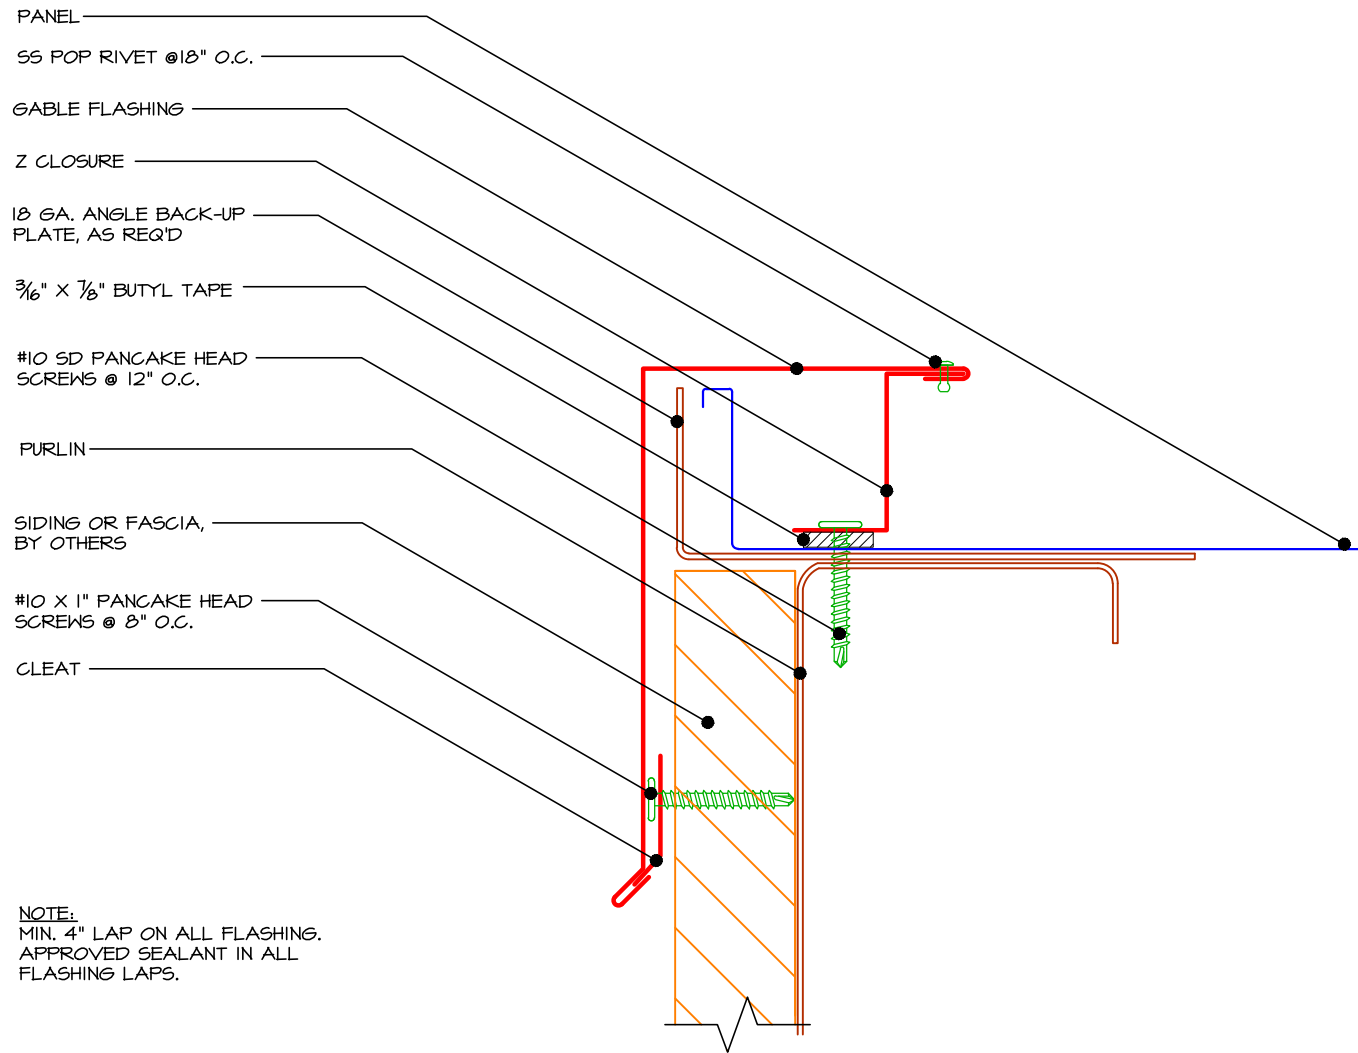 PANEL
SS POP RIVET @18" O.C.
GABLE FLASHING
Z CLOSURE
18 GA. ANGLE BACK-UP
PLATE, AS REQ'D
3/16" X 7/8" BUTYL TAPE
#10 SD PANCAKE HEAD
SCREWS @ 12" O.C.
PURLIN
SIDING OR FASCIA,
BY OTHERS
#10 X 1" PANCAKE HEAD
SCREWS @ 8" O.C.
CLEAT
NOTE:
MIN. 4" LAP ON ALL FLASHING.
APPROVED SEALANT IN ALL
FLASHING LAPS.